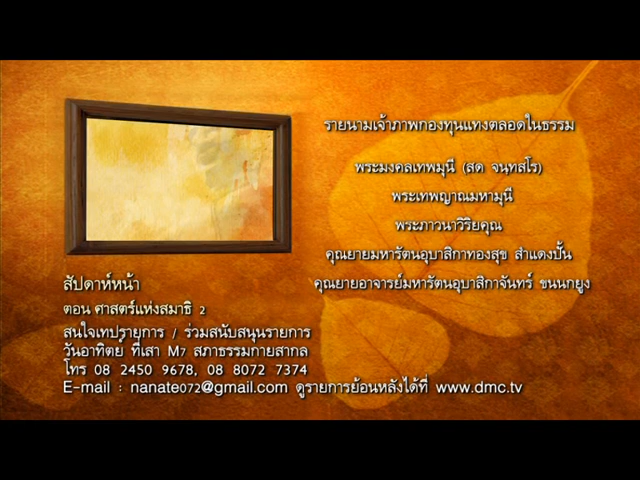 รายนามเจ้าภาพกองทุนแทงตลอดในธรรม
พระมงคลเทพมุนี (สด จนฺทสโร)
พระเทพญาณมหามุนี
พระภาวนาวิริยคุณ
คุณยายมหารัตนอุบาสิกาทองสุข สำแดงปั้น
คุณยายอาจารย์มหารัตนอุบาสิกาจันทร์ ขนนกยูง
สัปดาห์หน้า
ตอน ศาสตร์แห่งสมาธิ 2
สนใจเทปรายการ / ร่วมสนับสนุนรายการ
วันอาทิตย์ ที่เสา M7 สภาธรรมกายสากล
โทร 08 2450 9678, 08 8072 7374
E-mail : nanate072@gmail.com ดูรายการย้อนหลังได้ที่ www.dmc.tv